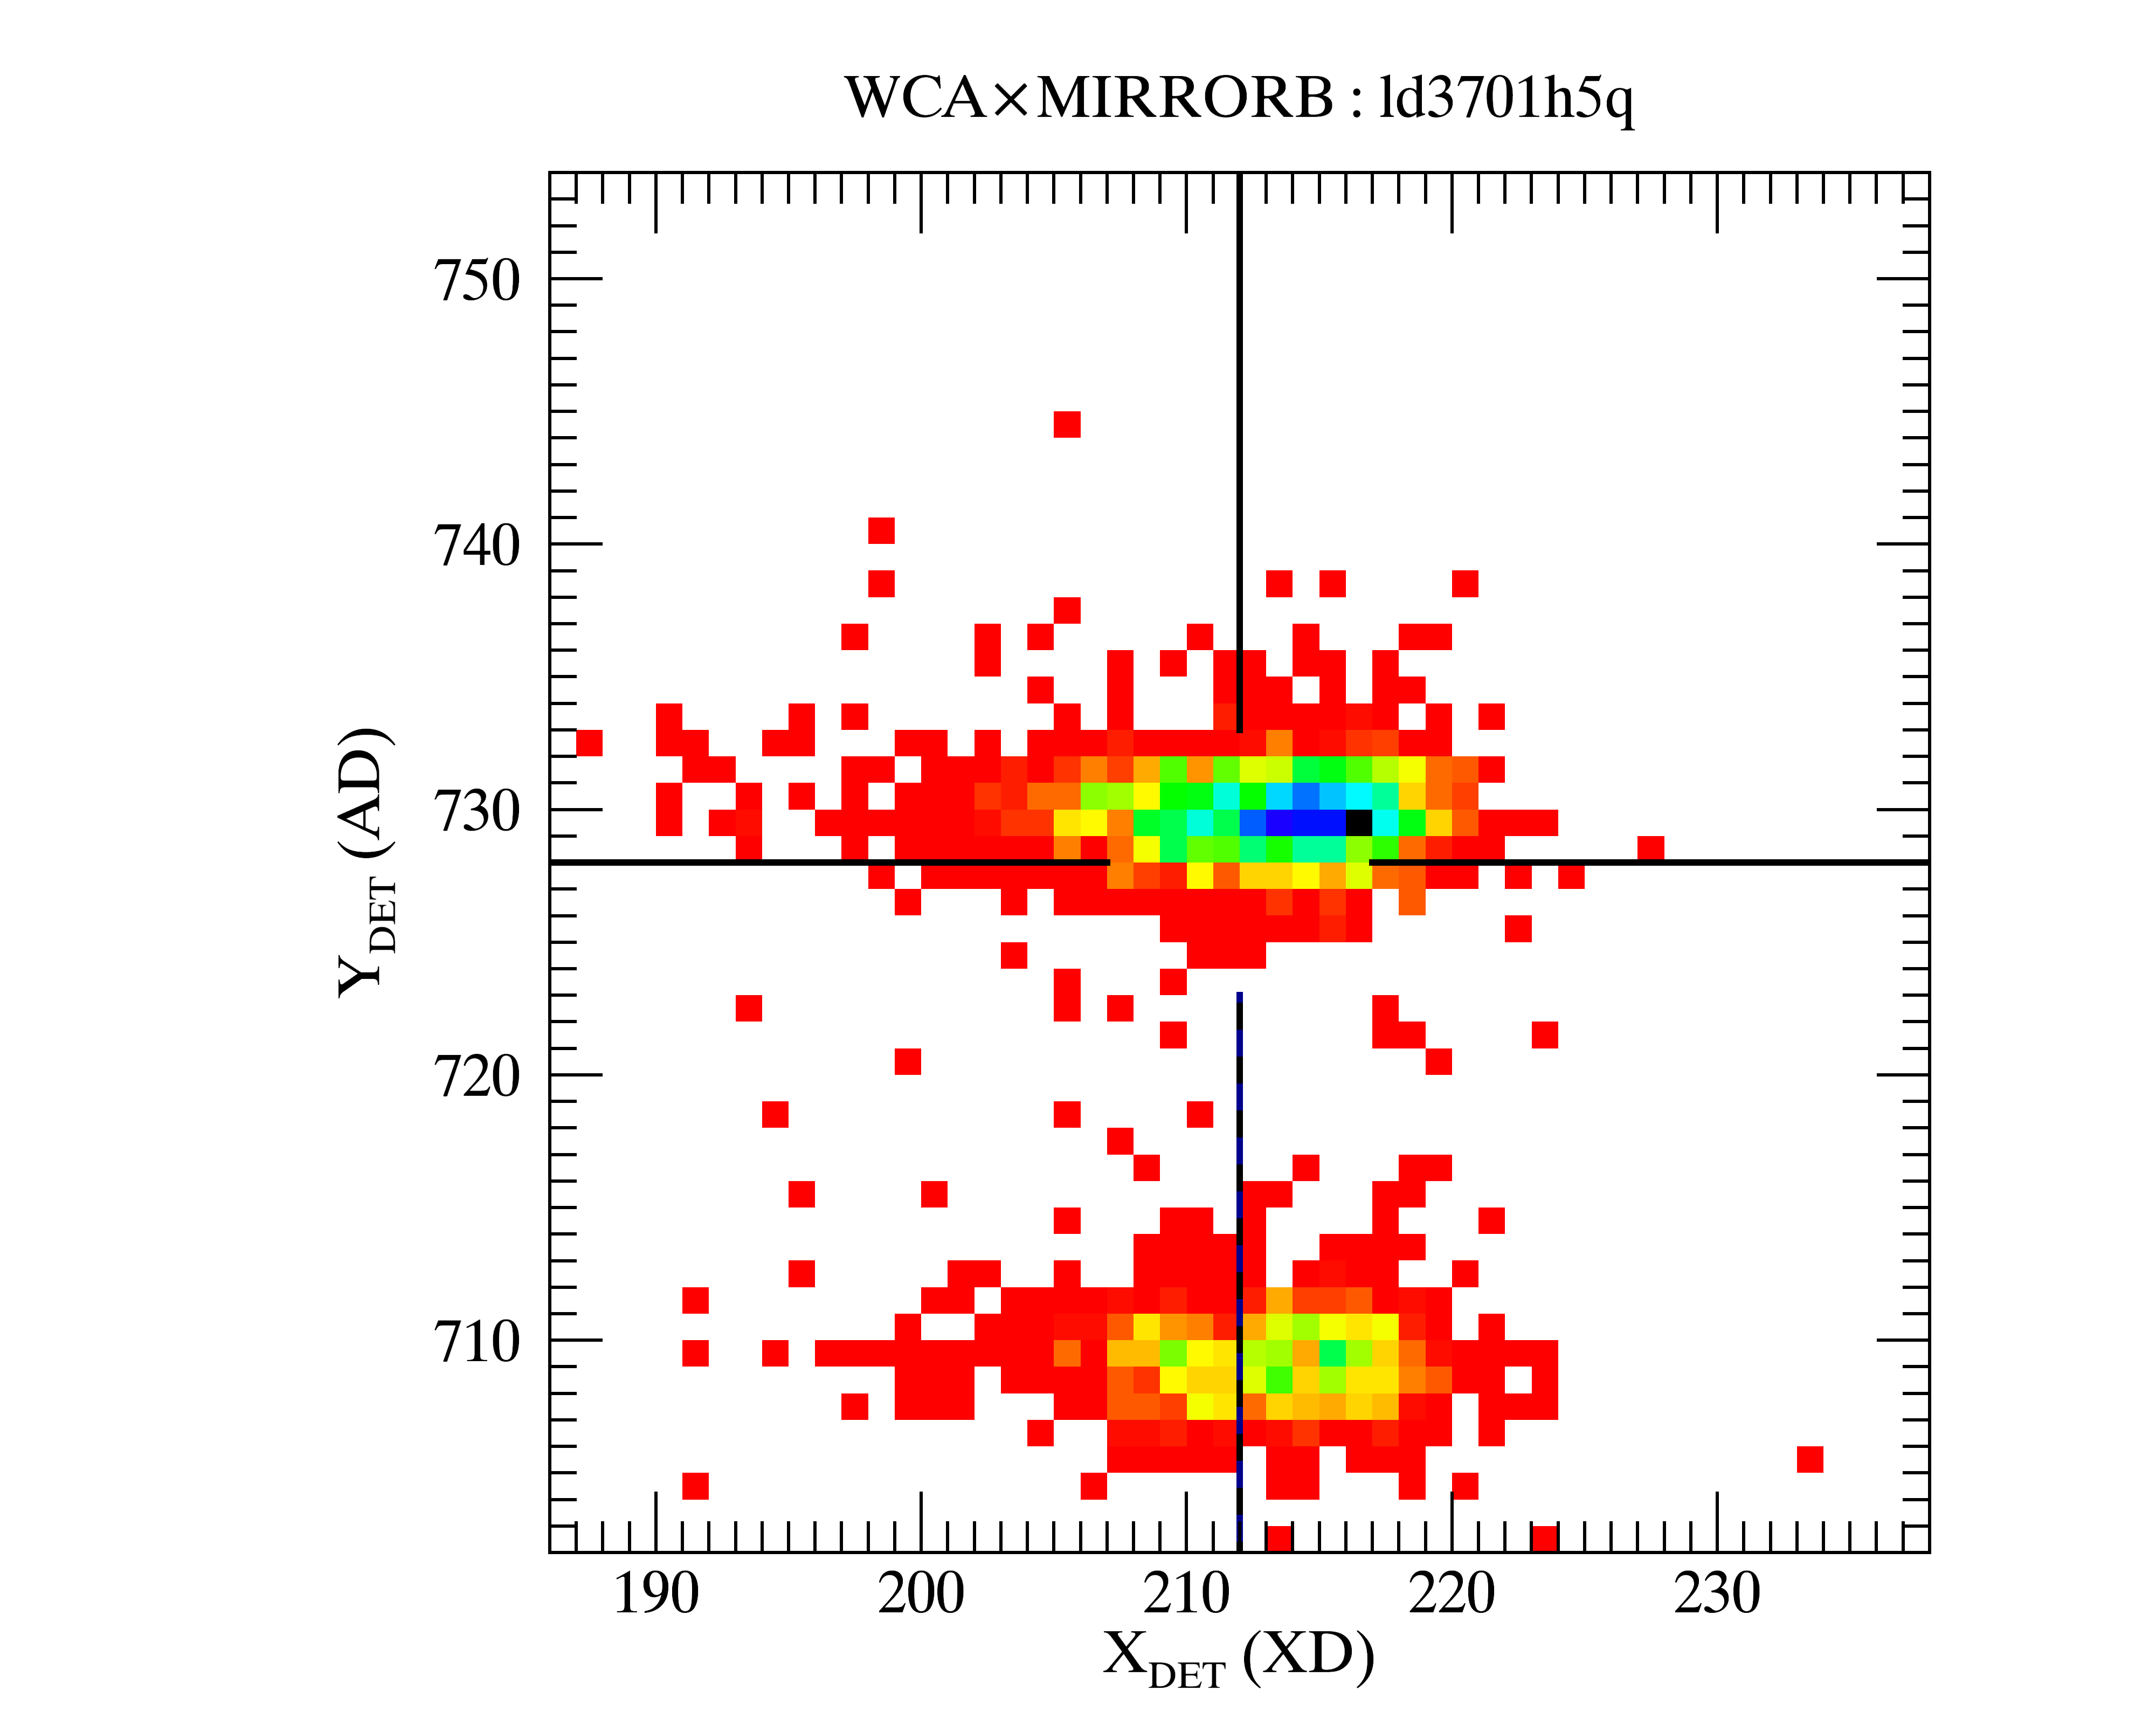 WCA×MIRRORB : ld3701h5q
750
740
730
720
710
Y_DET (AD)
190 200 210 220 230
X_DET (XD)